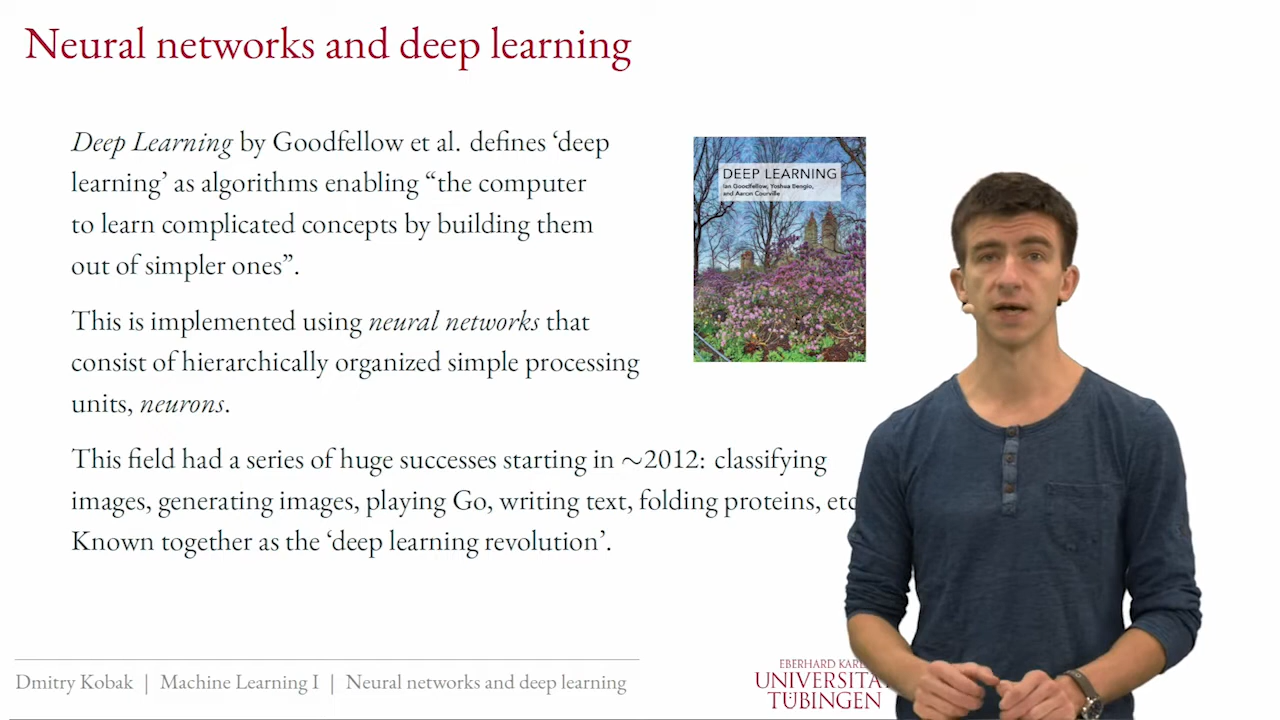 Neural networks and deep learning
Deep Learning by Goodfellow et al. defines ‘deep
learning’ as algorithms enabling “the computer
to learn complicated concepts by building them
out of simpler ones”.
This is implemented using neural networks that
consist of hierarchically organized simple processing
units, neurons.
This field had a series of huge successes starting in ∼2012: classifying
images, generating images, playing Go, writing text, folding proteins, etc
Known together as the ‘deep learning revolution’.
DEEP LEARNING
Ian Goodfellow, Yoshua Bengio,
and Aaron Courville
Dmitry Kobak | Machine Learning I | Neural networks and deep learning
EBERHARD KARL
UNIVERSITÄ
TÜBINGEN